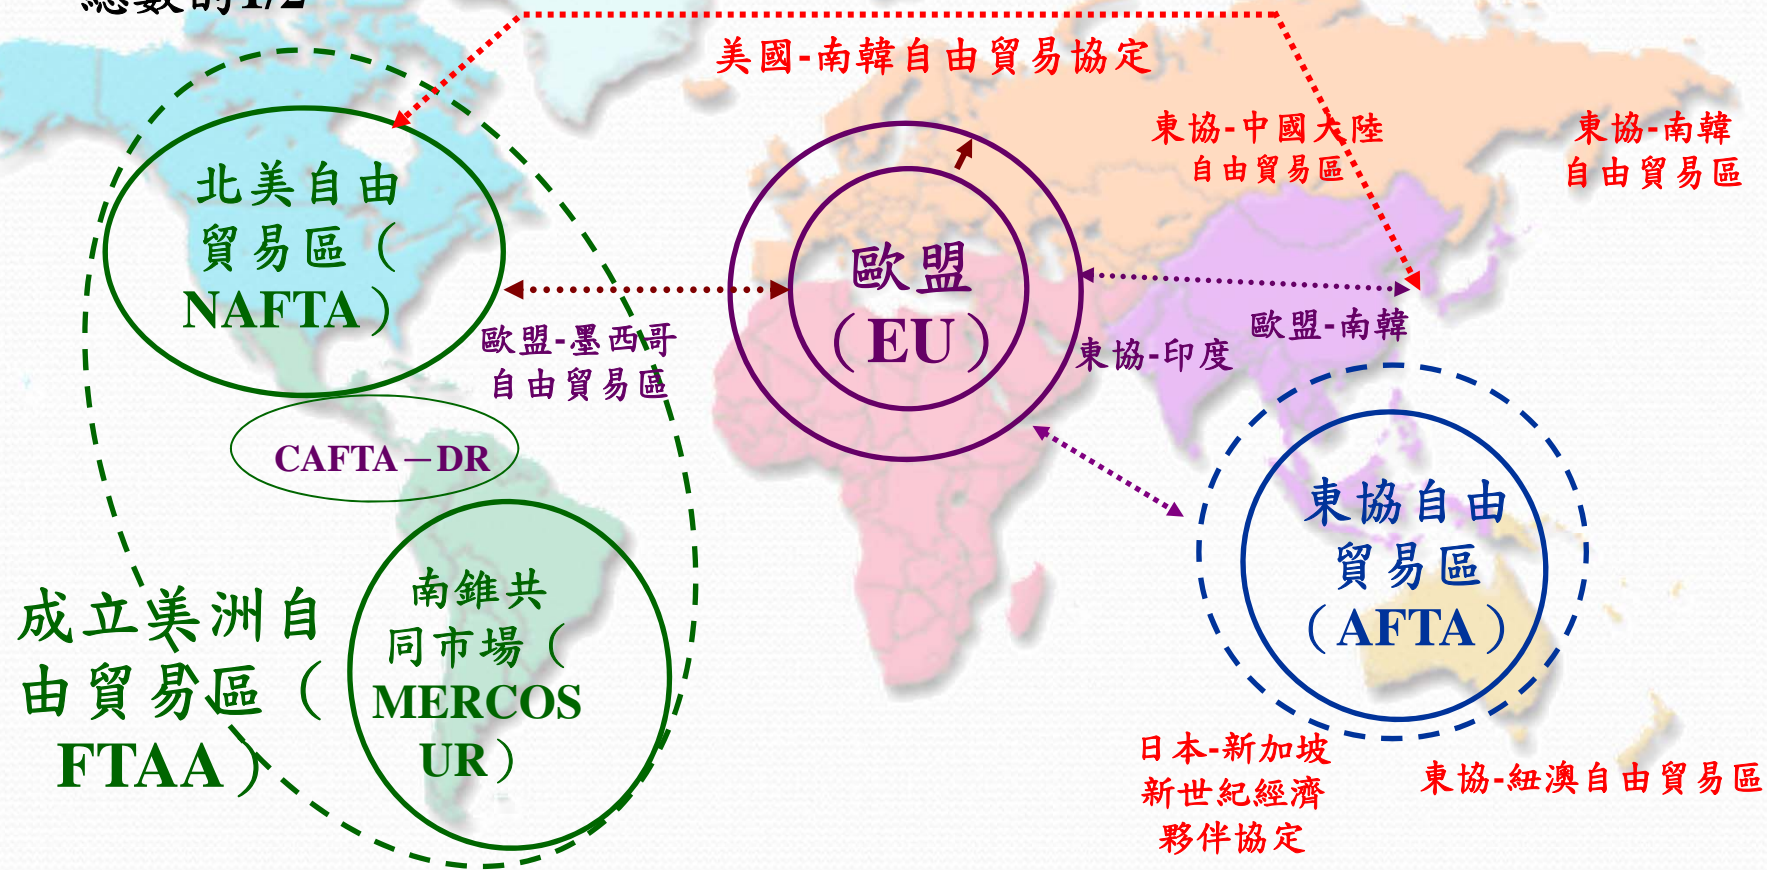 總數的1/2
美國-南韓自由貿易協定
東協-中國大陸
自由貿易區
東協-南韓
自由貿易區
北美自由
貿易區（
NAFTA）
歐盟
（EU）
歐盟-墨西哥
自由貿易區
歐盟-南韓
東協-印度
CAFTA－DR
東協自由
貿易區
（AFTA）
南錐共
同市場（
MERCOS
UR）
成立美洲自
由貿易區（
FTAA）
日本-新加坡
新世紀經濟
夥伴協定
東協-紐澳自由貿易區